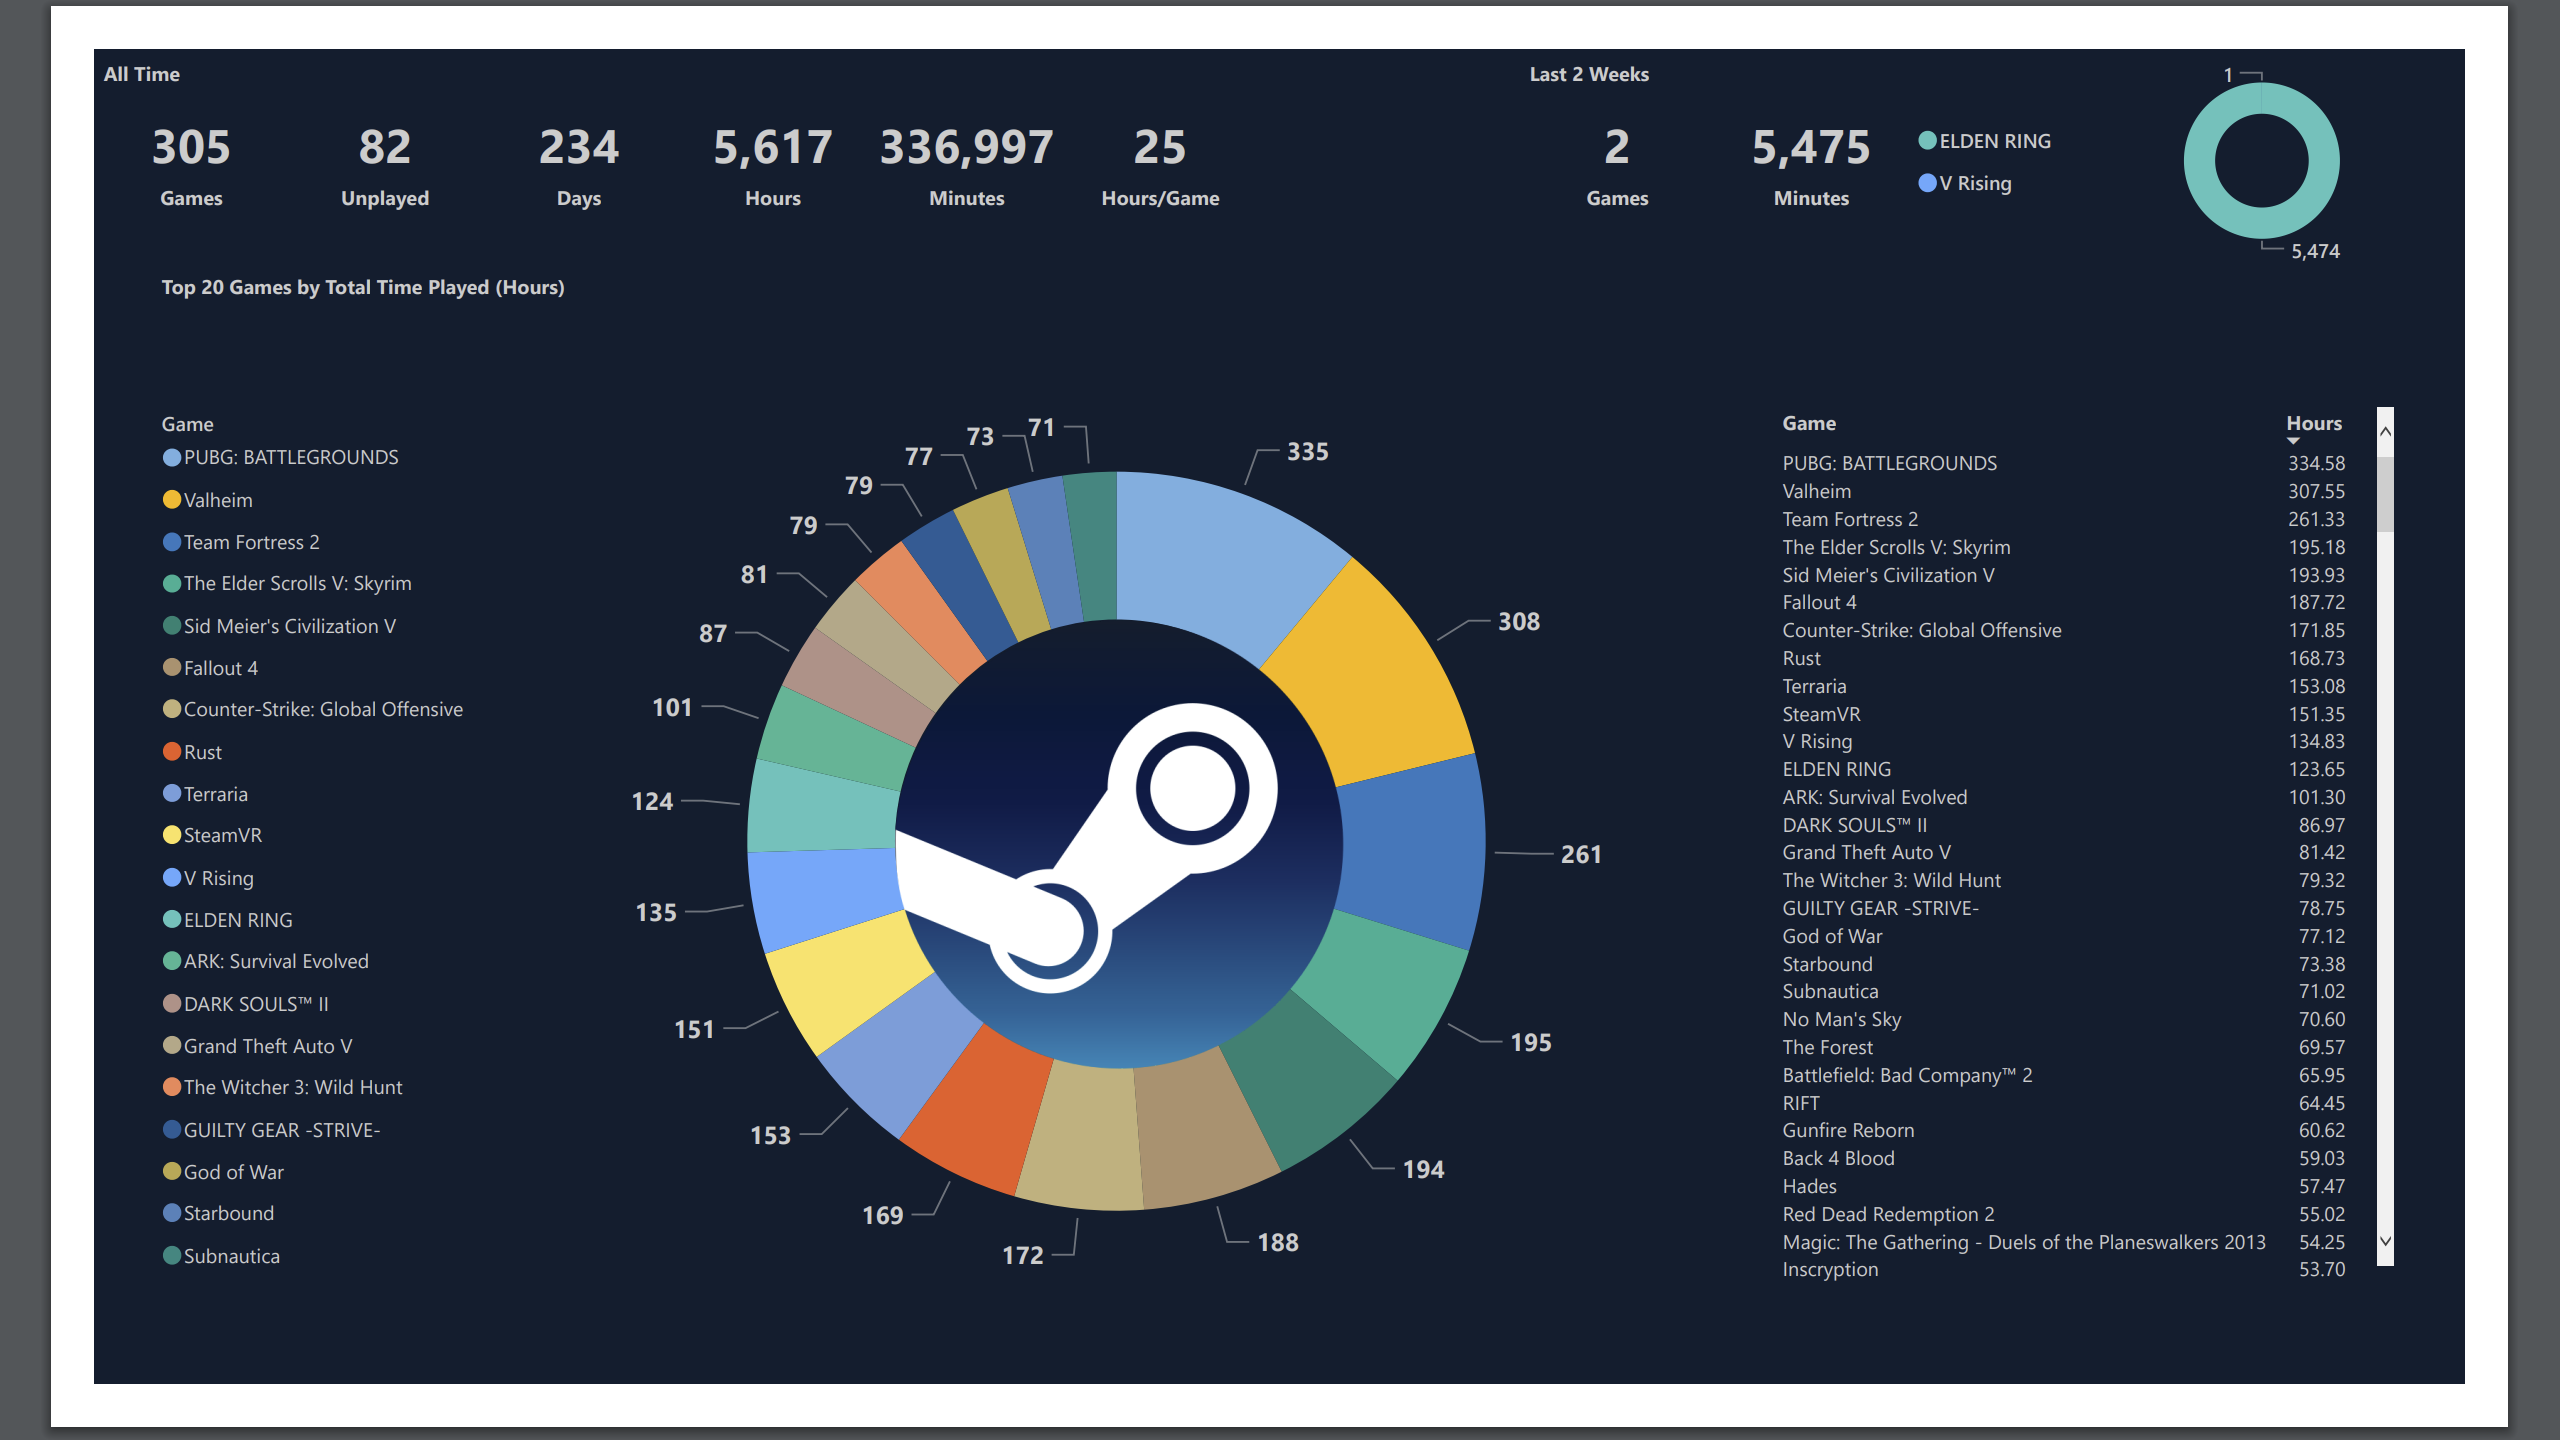 All Time
305
Games
82
Unplayed
234
Days
5,617
Hours
336,997
Minutes
25
Hours/Game
Last 2 Weeks
2
Games
5,475
Minutes
ELDEN RING
V Rising
1
5,474
Top 20 Games by Total Time Played (Hours)
Game
PUBG: BATTLEGROUNDS
Valheim
Team Fortress 2
The Elder Scrolls V: Skyrim
Sid Meier's Civilization V
Fallout 4
Counter-Strike: Global Offensive
Rust
Terraria
SteamVR
V Rising
ELDEN RING
ARK: Survival Evolved
DARK SOULS™ II
Grand Theft Auto V
The Witcher 3: Wild Hunt
GUILTY GEAR -STRIVE-
God of War
Starbound
Subnautica
335
308
261
195
194
188
172
169
153
151
135
124
101
87
81
79
79
77
73
71
Game Hours
PUBG: BATTLEGROUNDS 334.58
Valheim 307.55
Team Fortress 2 261.33
The Elder Scrolls V: Skyrim 195.18
Sid Meier's Civilization V 193.93
Fallout 4 187.72
Counter-Strike: Global Offensive 171.85
Rust 168.73
Terraria 153.08
SteamVR 151.35
V Rising 134.83
ELDEN RING 123.65
ARK: Survival Evolved 101.30
DARK SOULS™ II 86.97
Grand Theft Auto V 81.42
The Witcher 3: Wild Hunt 79.32
GUILTY GEAR -STRIVE- 78.75
God of War 77.12
Starbound 73.38
Subnautica 71.02
No Man's Sky 70.60
The Forest 69.57
Battlefield: Bad Company™ 2 65.95
RIFT 64.45
Gunfire Reborn 60.62
Back 4 Blood 59.03
Hades 57.47
Red Dead Redemption 2 55.02
Magic: The Gathering - Duels of the Planeswalkers 2013 54.25
Inscryption 53.70